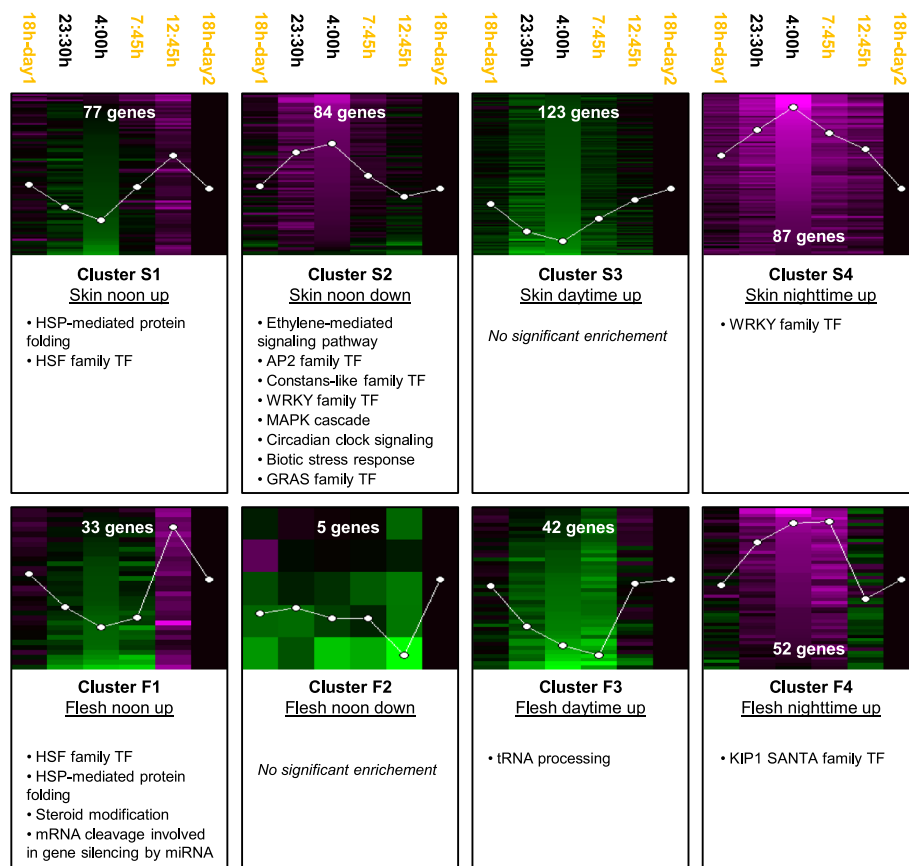 18h-day1 23:30h 4:00h 7:45h 12:45h 18h-day2 18h-day1 23:30h 4:00h 7:45h 12:45h 18h-day2 18h-day1 23:30h 4:00h 7:45h 12:45h 18h-day2 18h-day1 23:30h 4:00h 7:45h 12:45h 18h-day2
77 genes
Cluster S1
Skin noon up
• HSP-mediated protein
folding
• HSF family TF
84 genes
Cluster S2
Skin noon down
• Ethylene-mediated
signaling pathway
• AP2 family TF
• Constans-like family TF
• WRKY family TF
• MAPK cascade
• Circadian clock signaling
• Biotic stress response
• GRAS family TF
123 genes
Cluster S3
Skin daytime up
No significant enrichment
87 genes
Cluster S4
Skin nighttime up
• WRKY family TF
33 genes
Cluster F1
Flesh noon up
• HSF family TF
• HSP-mediated protein
folding
• Steroid modification
• mRNA cleavage involved
in gene silencing by miRNA
5 genes
Cluster F2
Flesh noon down
No significant enrichment
42 genes
Cluster F3
Flesh daytime up
• tRNA processing
52 genes
Cluster F4
Flesh nighttime up
• KIP1 SANTA family TF